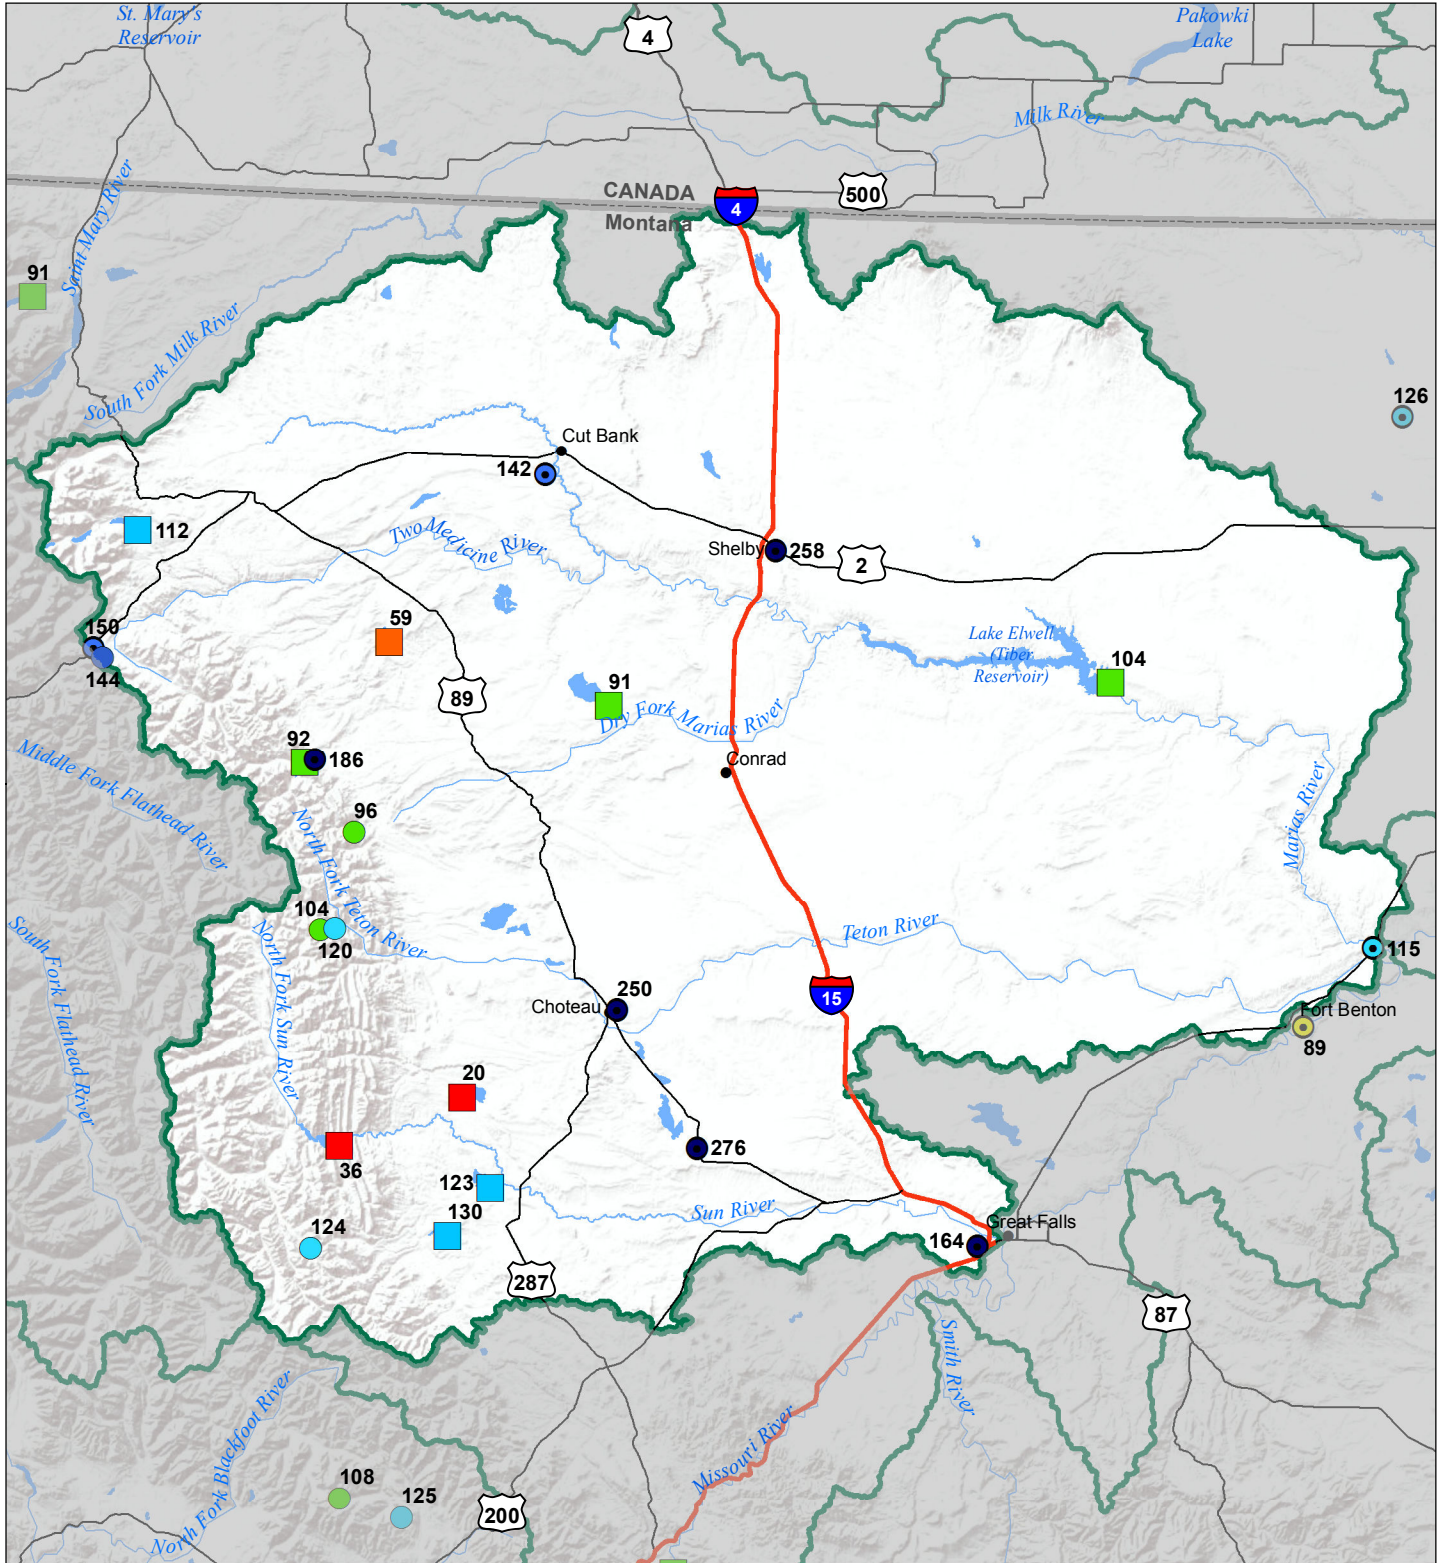 St. Mary's
Reservoir
4
Pakowki
Lake
Milk River
CANADA
Montana
4
500
Saint Mary River
91
South Fork Milk River
126
Cut Bank
142
112
Two Medicine River
Shelby
258
2
150
144
59
Lake Elwell
(Tiber
Reservoir)
104
89
91
Dry Fork Marias River
92
186
Conrad
Middle Fork Flathead River
96
Marias River
North Fork Teton River
104
120
South Fork Flathead River
North Fork Sun River
Teton River
115
15
250
Choteau
Fort Benton
89
20
36
276
123
Sun River
130
124
164
Great Falls
287
87
Smith River
North Fork Blackfoot River
Missouri River
108
125
200